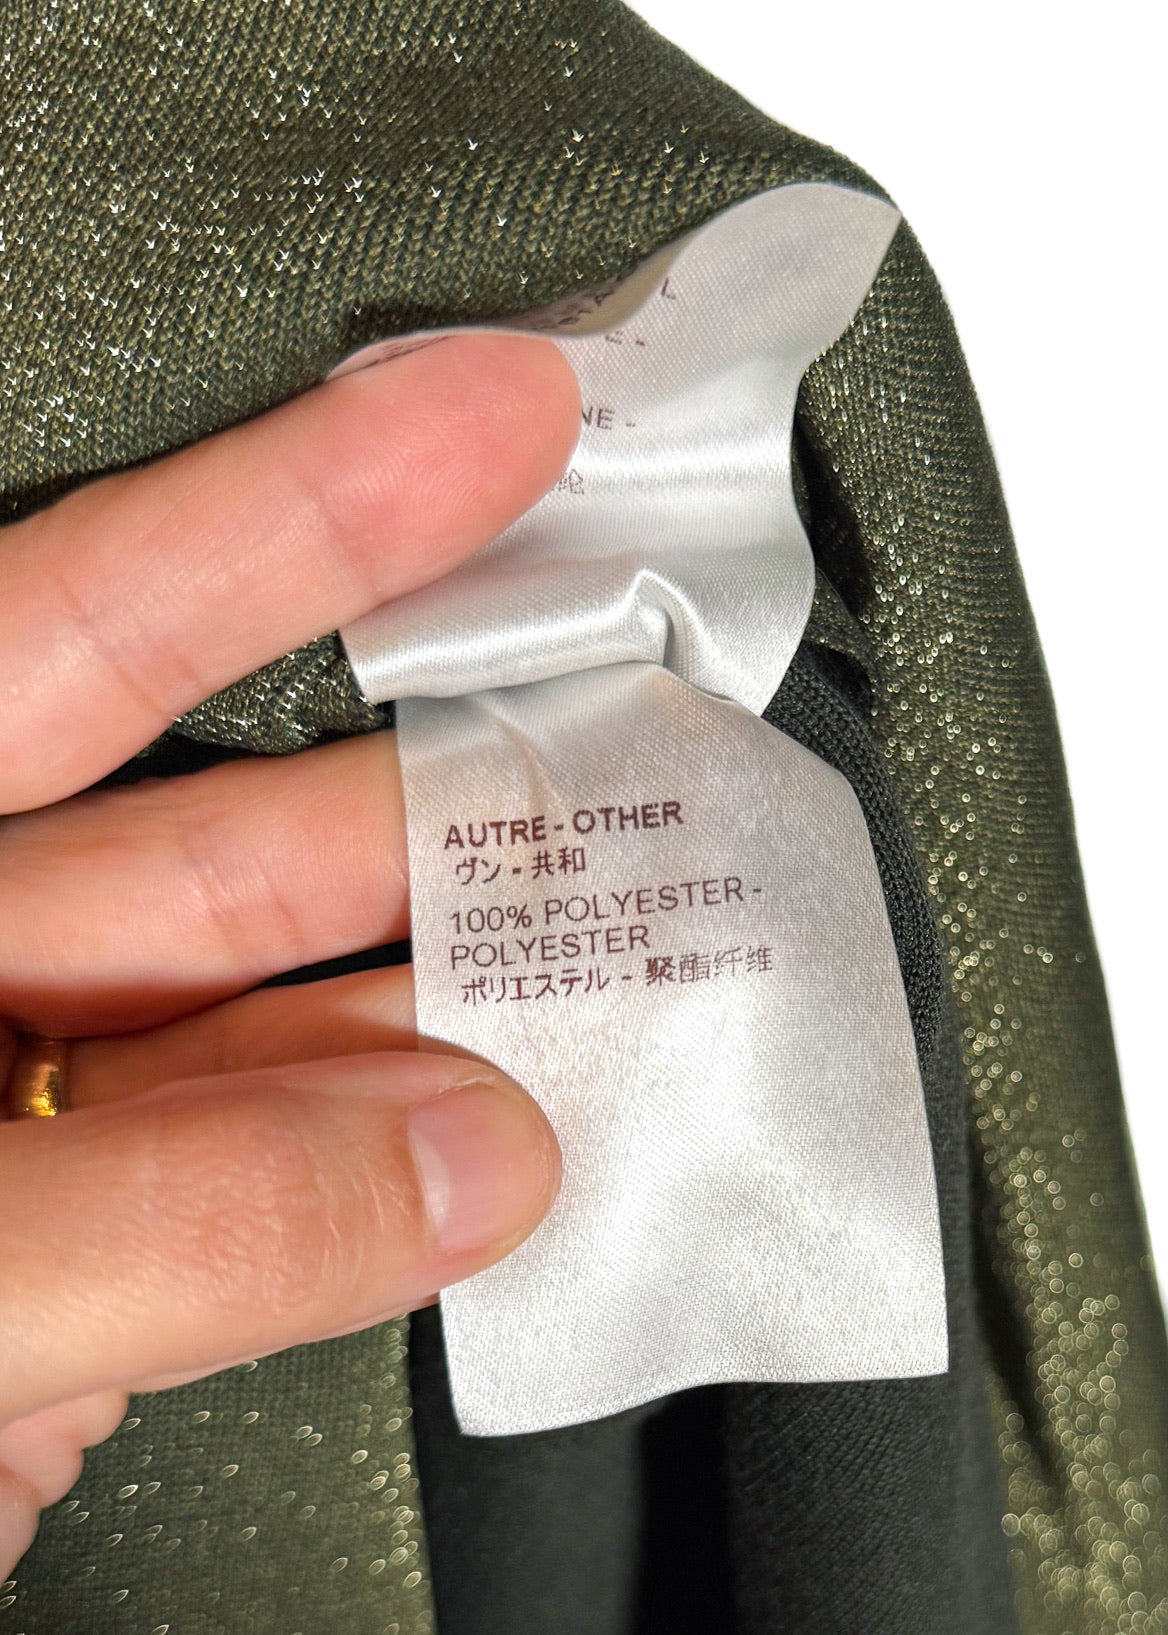 AUTRE - OTHER
ヴン - 共和
100% POLYESTER -
POLYESTER
ポリエステル - 聚酯纤维